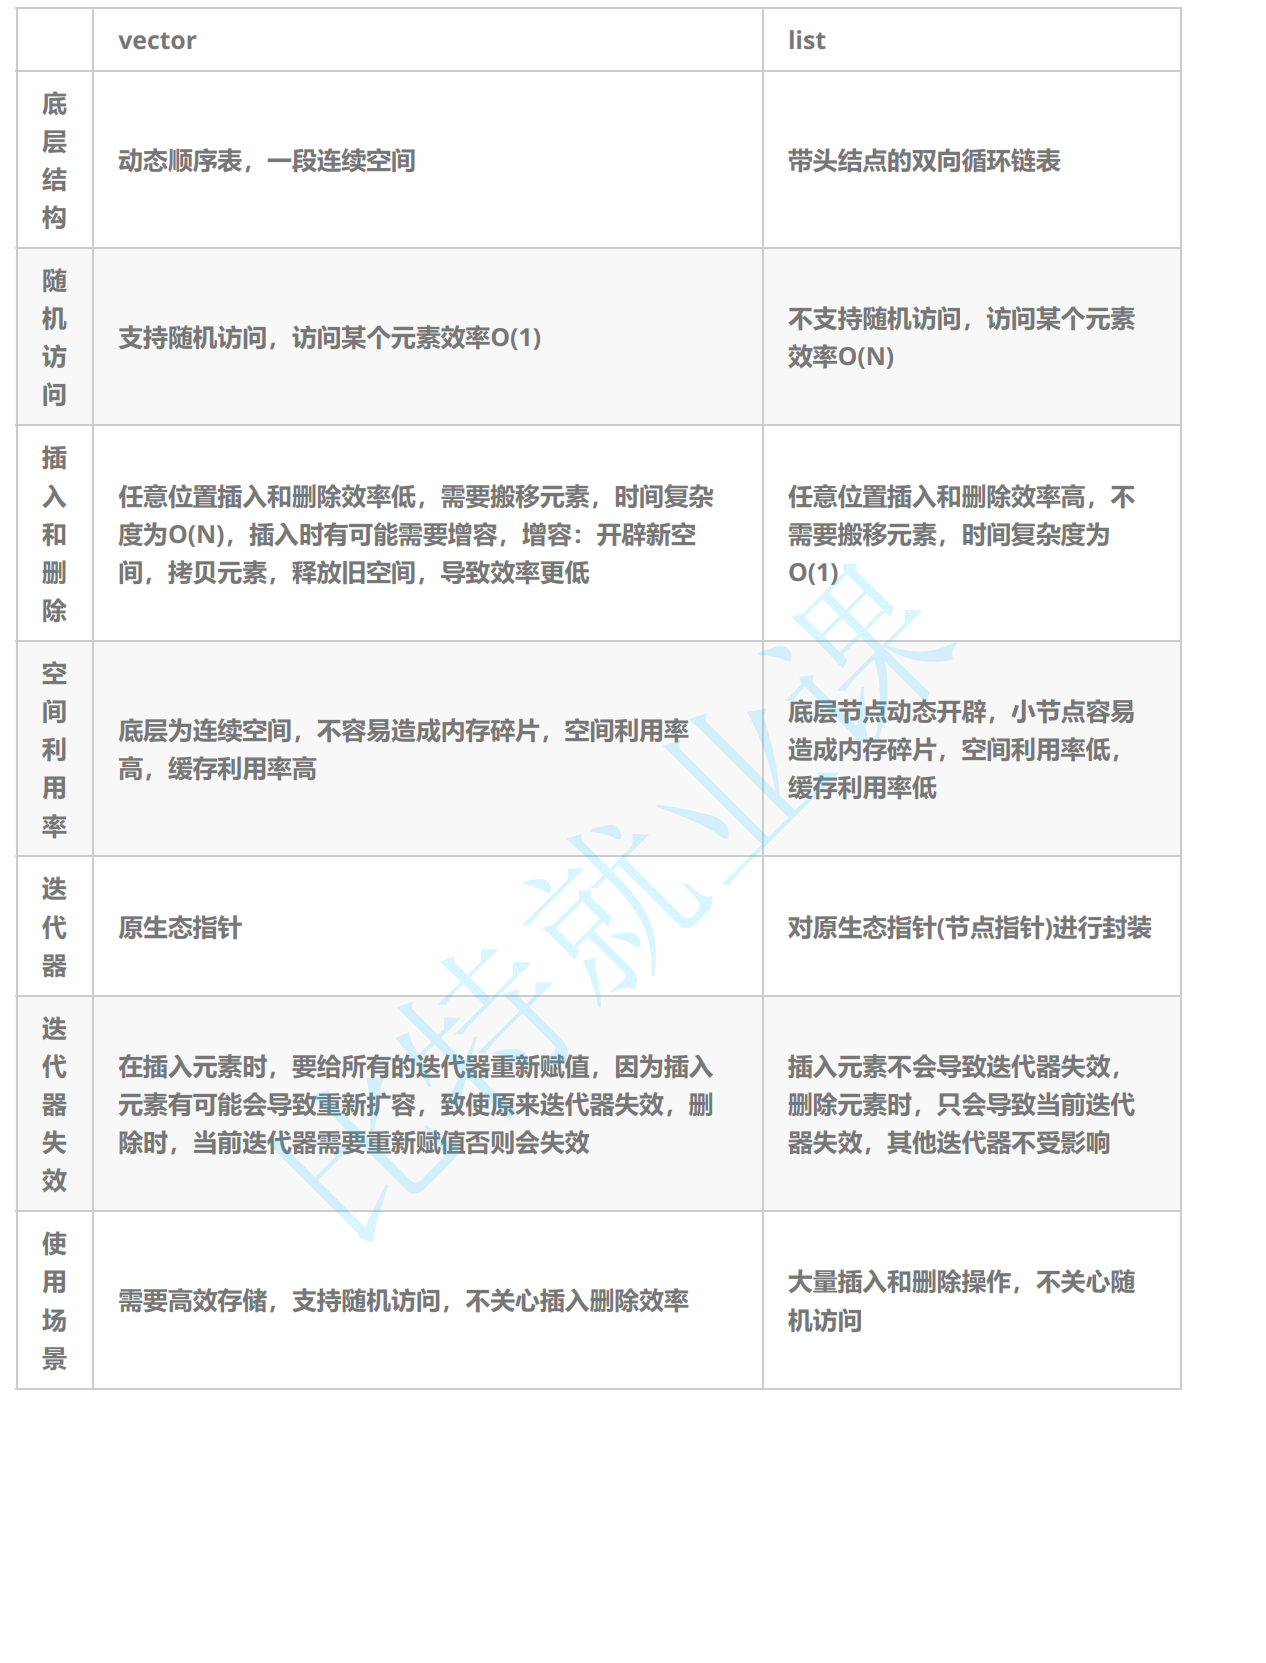 vector
list
底
层
结
构
动态顺序表，一段连续空间
带头结点的双向循环链表
随
机
访
问
支持随机访问，访问某个元素效率O(1)
不支持随机访问，访问某个元素
效率O(N)
插
入
和
删
除
任意位置插入和删除效率低，需要搬移元素，时间复杂
度为O(N)，插入时有可能需要增容，增容：开辟新空
间，拷贝元素，释放旧空间，导致效率更低
任意位置插入和删除效率高，不
需要搬移元素，时间复杂度为
O(1)
空
间
利
用
率
底层为连续空间，不容易造成内存碎片，空间利用率
高，缓存利用率高
底层节点动态开辟，小节点容易
造成内存碎片，空间利用率低，
缓存利用率低
迭
代
器
原生态指针
对原生态指针(节点指针)进行封装
迭
代
器
失
效
在插入元素时，要给所有的迭代器重新赋值，因为插入
元素有可能会导致重新扩容，致使原来迭代器失效，删
除时，当前迭代器需要重新赋值否则会失效
插入元素不会导致迭代器失效，
删除元素时，只会导致当前迭代
器失效，其他迭代器不受影响
使
用
场
景
需要高效存储，支持随机访问，不关心插入删除效率
大量插入和删除操作，不关心随
机访问
比特就业课